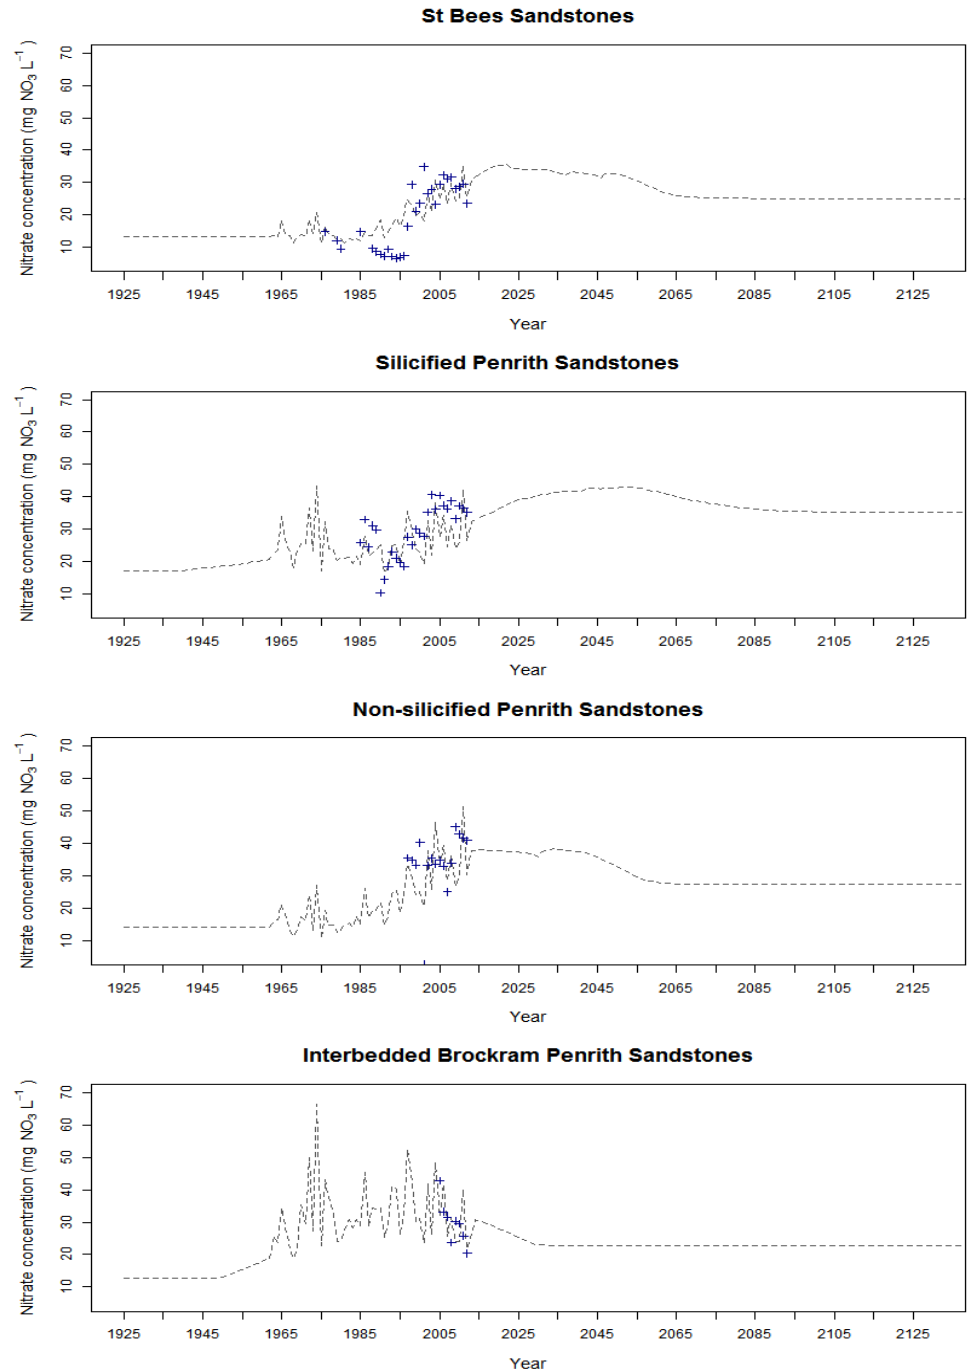 St Bees Sandstones
Nitrate concentration (mg NO₃ L⁻¹ )
70
60
50
40
30
20
10
1925 1945 1965 1985 2005 2025 2045 2065 2085 2105 2125
Year
Silicified Penrith Sandstones
Nitrate concentration (mg NO₃ L⁻¹ )
70
60
50
40
30
20
10
1925 1945 1965 1985 2005 2025 2045 2065 2085 2105 2125
Year
Non-silicified Penrith Sandstones
Nitrate concentration (mg NO₃ L⁻¹ )
70
60
50
40
30
20
10
1925 1945 1965 1985 2005 2025 2045 2065 2085 2105 2125
Year
Interbedded Brockram Penrith Sandstones
Nitrate concentration (mg NO₃ L⁻¹ )
70
60
50
40
30
20
10
1925 1945 1965 1985 2005 2025 2045 2065 2085 2105 2125
Year